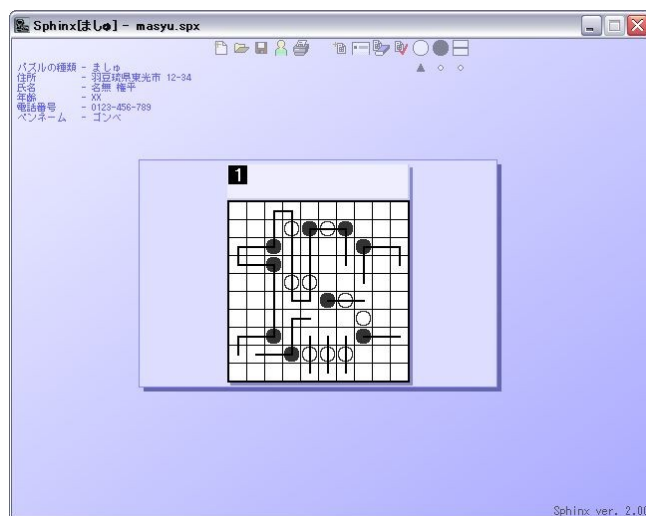 Sphinx[ましゅ] - masyu.spx
パズルの種類 - ましゅ
住所 - 羽豆琉県東光市 12-34
氏名 - 名無 権平
年齢 - XX
電話番号 - 0123-456-789
ペンネーム - ゴンベ
1
Sphinx ver. 2.00